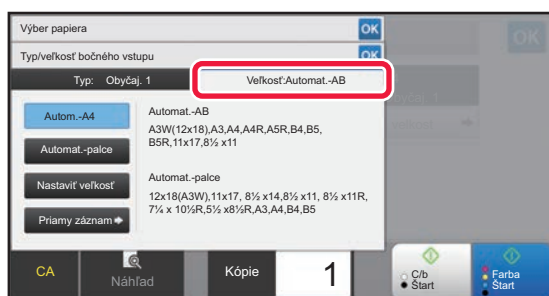 Výber papiera
OK
Typ/veľkosť bočného vstupu
OK
Typ: Obyčaj. 1
Veľkosť:Automat.-AB
Autom.-A4
Automat.-palce
Nastaviť veľkosť
Priamy záznam
Automat.-AB
A3W(12x18),A3,A4,A4R,A5R,B4,B5,
B5R,11x17,8½ x11
Automat.-palce
12x18(A3W),11x17, 8½ x14,8½ x11, 8½ x11R,
7¼ x 10½R,5½ x8½R,A3,A4,B4,B5
OK
Obyčaj. 1
CA
Náhľad
Kópie
1
C/b
Štart
Farba
Štart